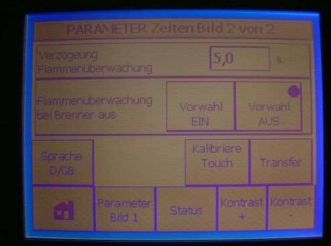 PARAMETER Zeiten Bild 2 von 2
Verzögeung
Flammenüberwachung
5,0
s.
Flammenüberwachung
bei Brenner aus
Vorwahl
EIN
Vorwahl
AUS
Sprache
D/GB
Kalibriere
Touch
Transfer
Parameter
Bild 1
Status
Kontrast
+
Kontrast
-